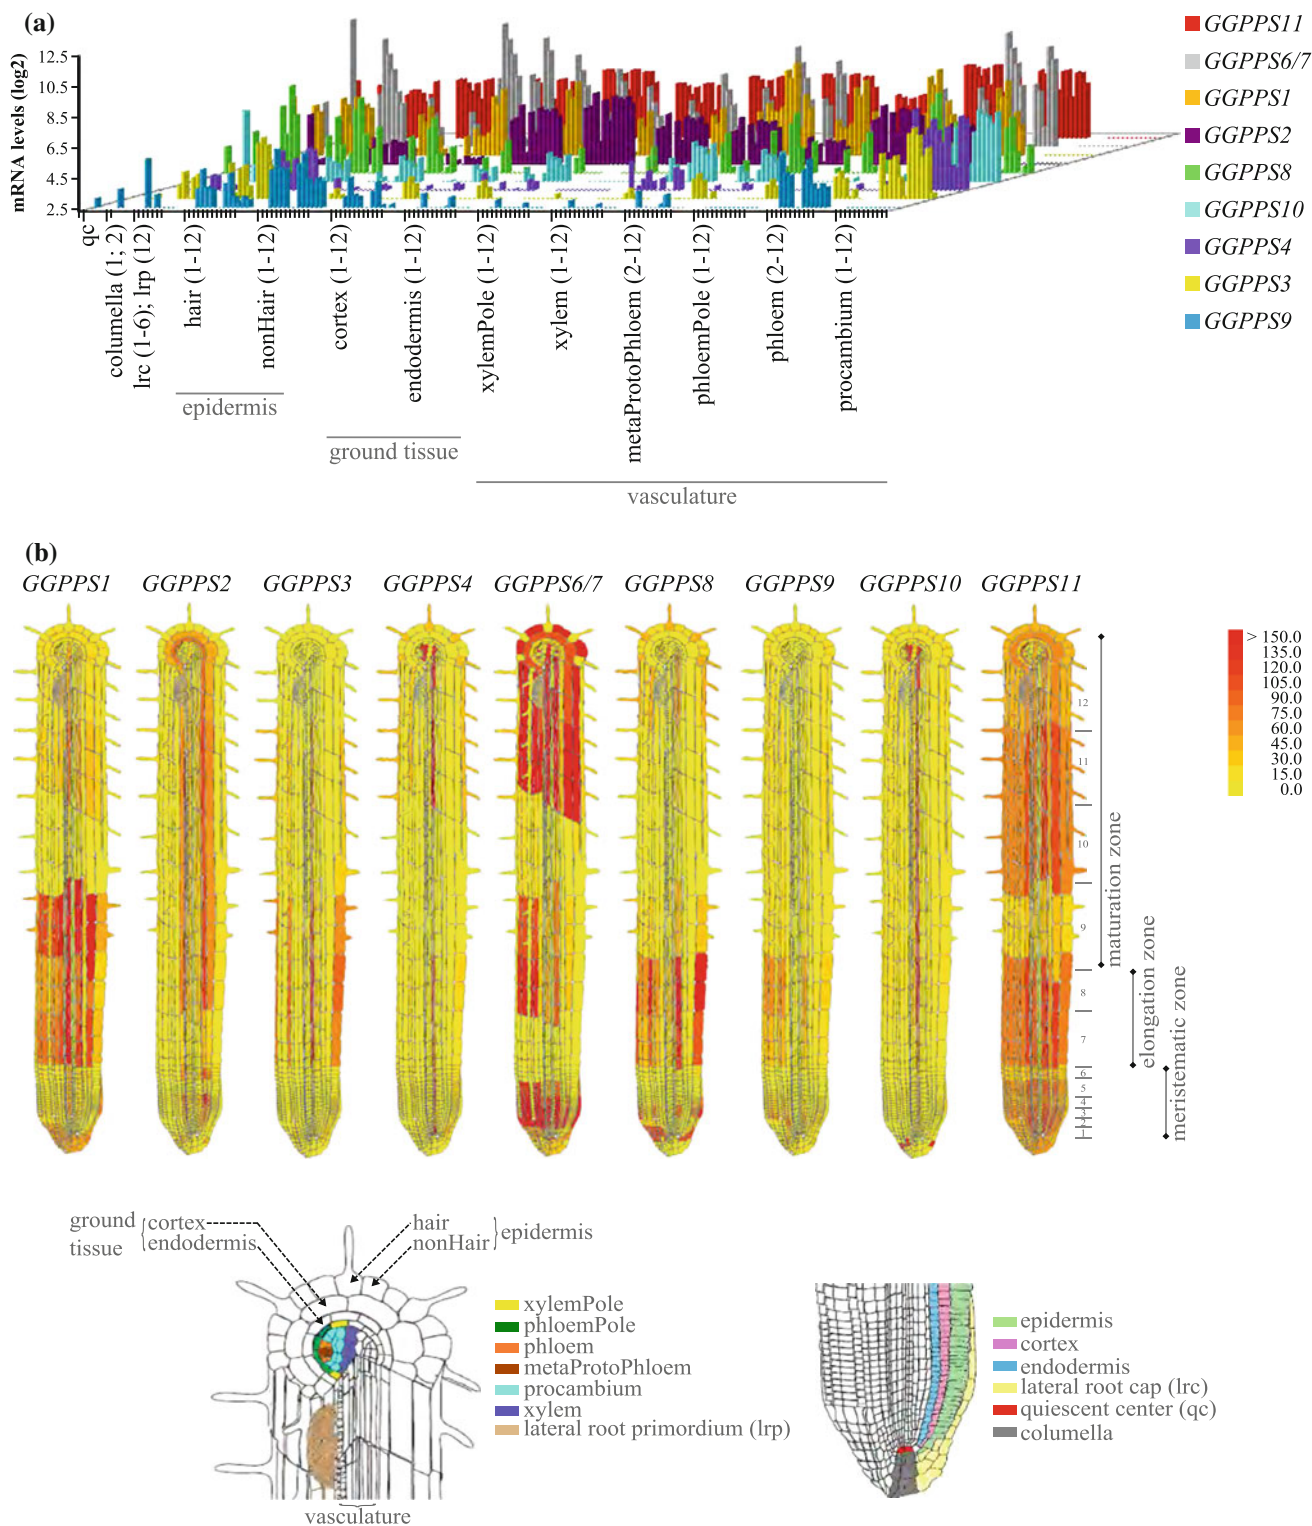 (a)
mRNA levels (log2)
12.5
10.5
8.5
6.5
4.5
2.5
qc
columella (1; 2)
lrc (1-6); lrp (12)
hair (1-12)
nonHair (1-12)
cortex (1-12)
endodermis (1-12)
xylemPole (1-12)
xylem (1-12)
metaProtoPhloem (2-12)
phloemPole (1-12)
phloem (2-12)
procambium (1-12)
epidermis
ground tissue
vasculature
GGPPS11
GGPPS6/7
GGPPS1
GGPPS2
GGPPS8
GGPPS10
GGPPS4
GGPPS3
GGPPS9
(b)
GGPPS1 GGPPS2 GGPPS3 GGPPS4 GGPPS6/7 GGPPS8 GGPPS9 GGPPS10 GGPPS11
12
11
10
9
8
7
6
5
4
3
2
1
maturation zone
elongation zone
meristematic zone
> 150.0
135.0
120.0
105.0
90.0
75.0
60.0
45.0
30.0
15.0
0.0
ground tissue
cortex
endodermis
hair
nonHair
epidermis
xylemPole
phloemPole
phloem
metaProtoPhloem
procambium
xylem
lateral root primordium (lrp)
vasculature
epidermis
cortex
endodermis
lateral root cap (lrc)
quiescent center (qc)
columella